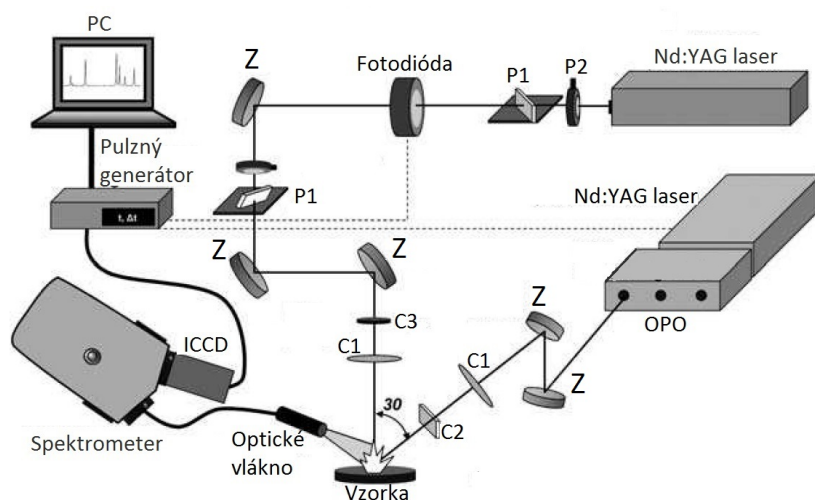 PC
Z
Fotodióda
P1
P2
Nd:YAG laser
Pulzný
generátor
t, Δt
P1
Nd:YAG laser
Z
Z
C3
C1
ICCD
Z
OPO
C1
Z
30
C2
Spektrometer
Optické
vlákno
Vzorka